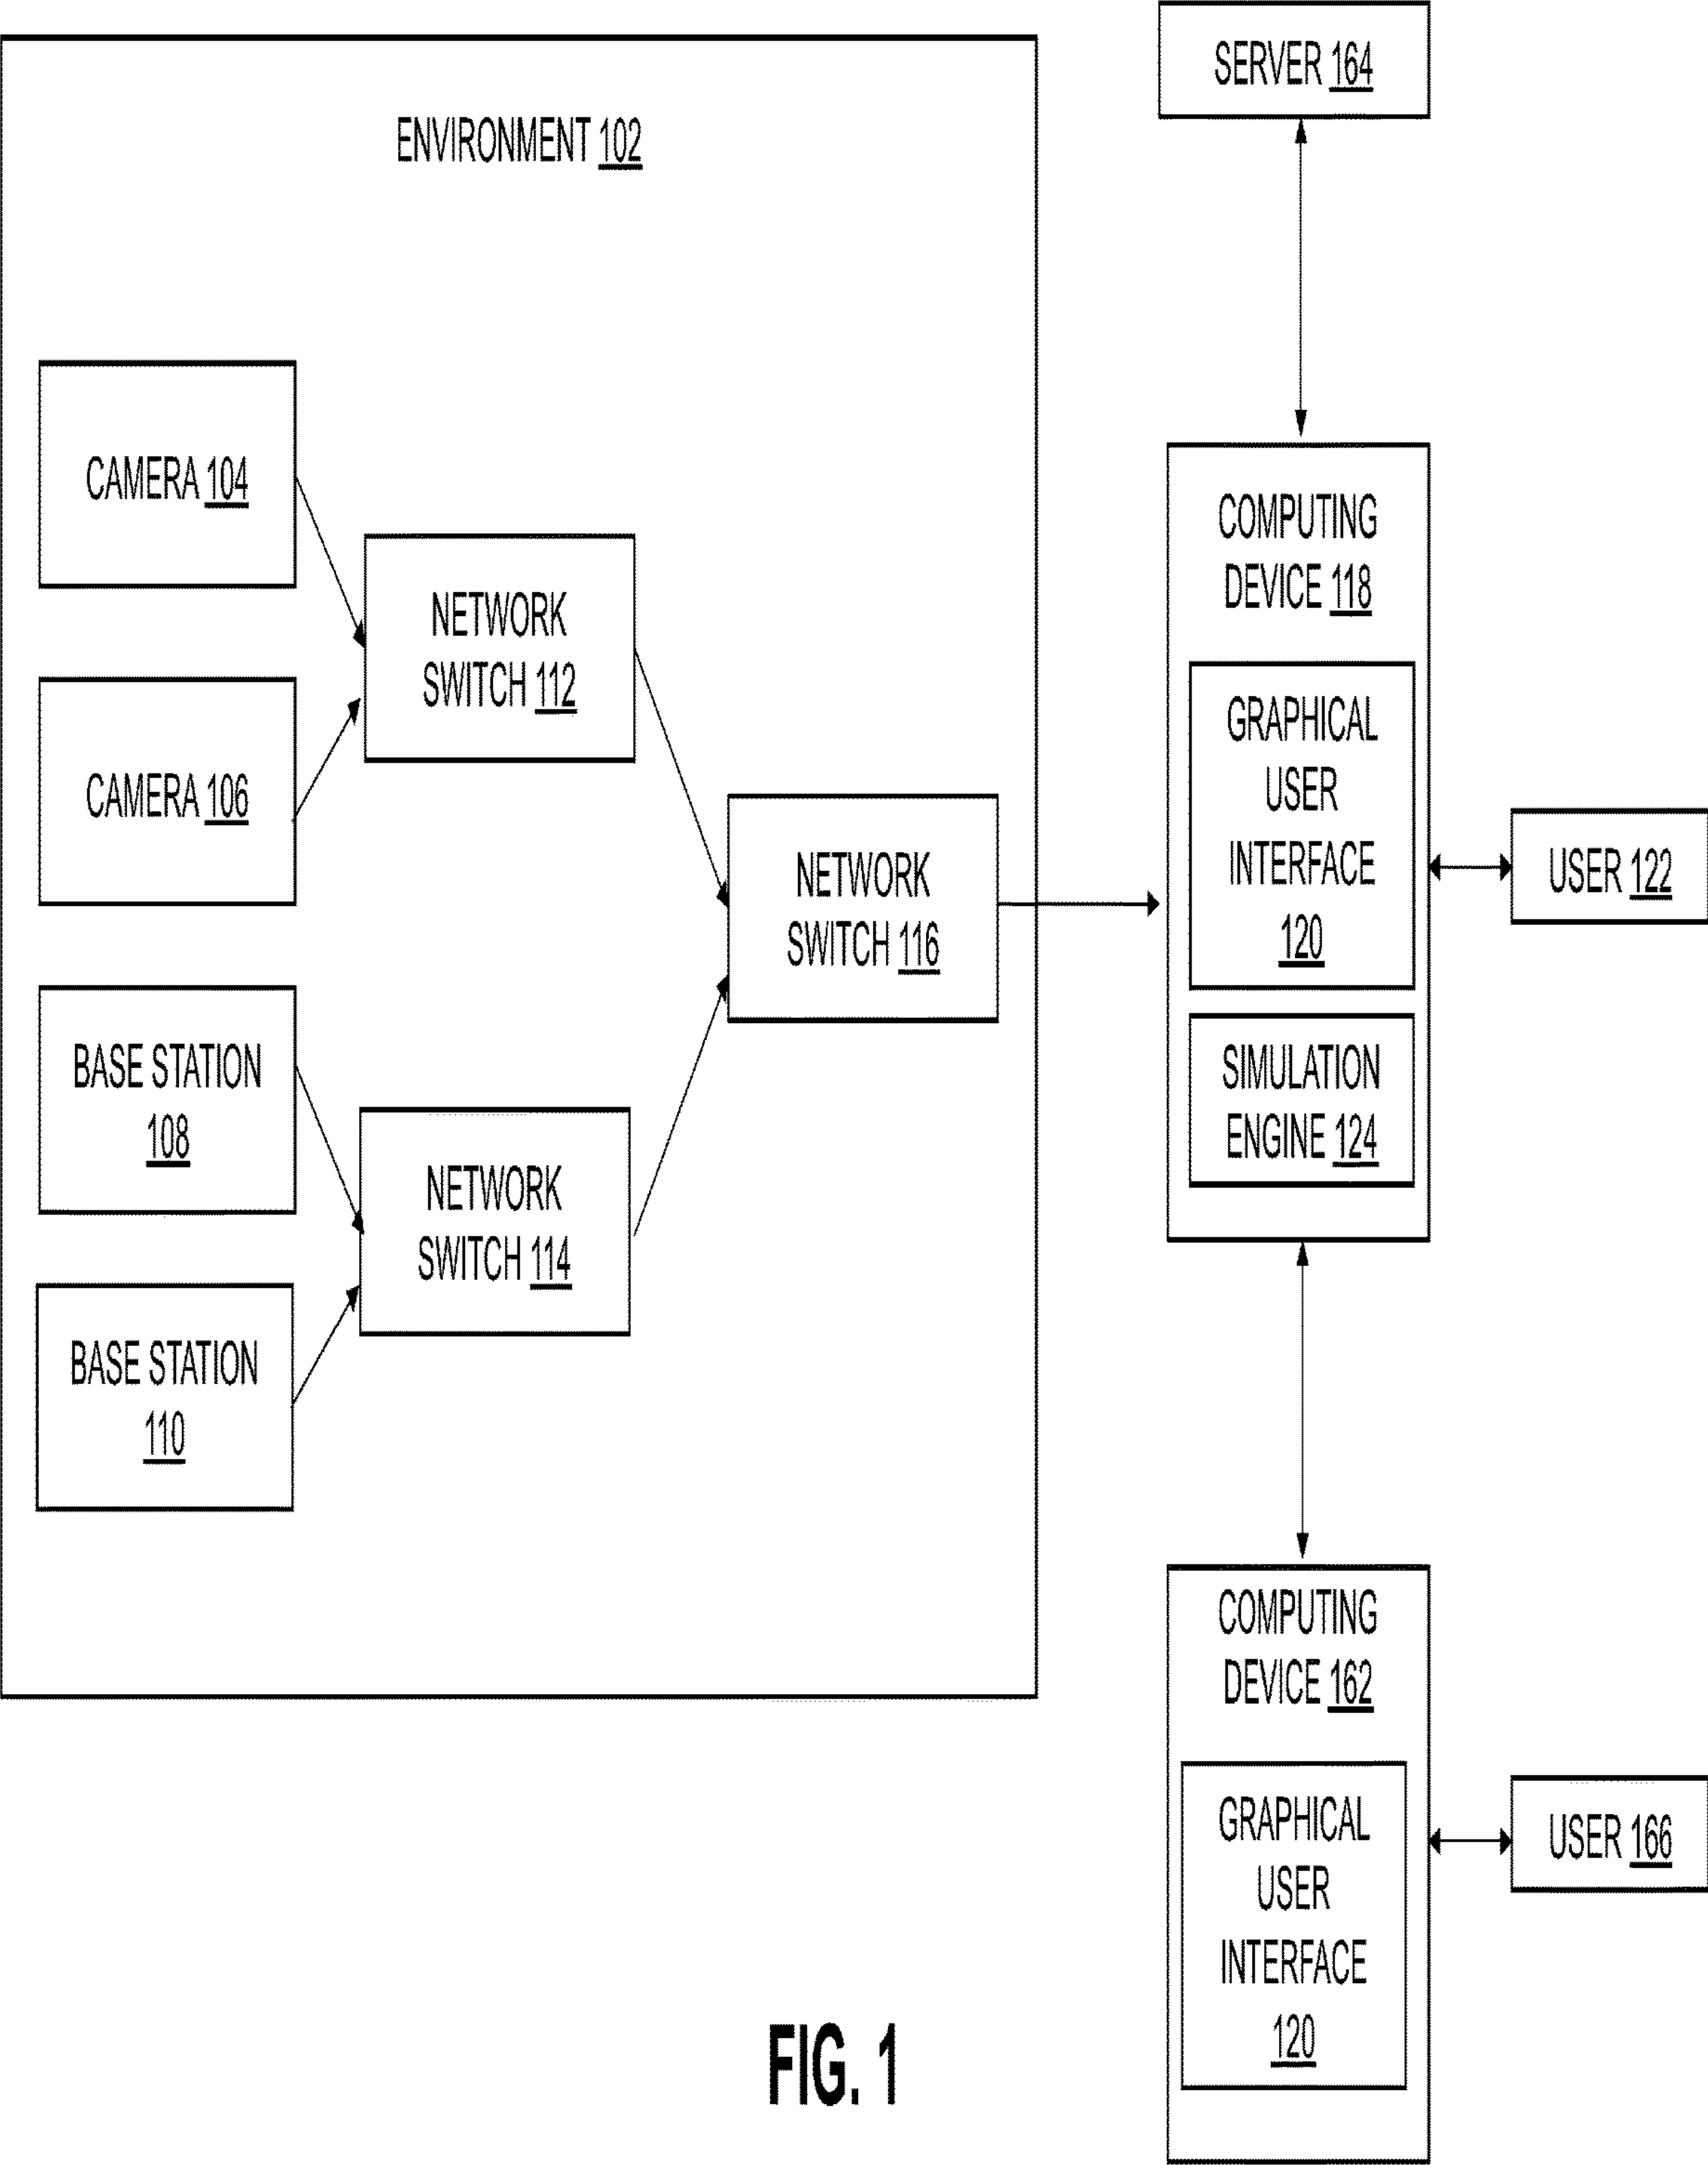 SERVER 164
ENVIRONMENT 102
CAMERA 104
CAMERA 106
BASE STATION
108
BASE STATION
110
NETWORK
SWITCH 112
NETWORK
SWITCH 114
NETWORK
SWITCH 116
COMPUTING
DEVICE 118
GRAPHICAL
USER
INTERFACE
120
SIMULATION
ENGINE 124
USER 122
COMPUTING
DEVICE 162
GRAPHICAL
USER
INTERFACE
120
USER 166
FIG. 1